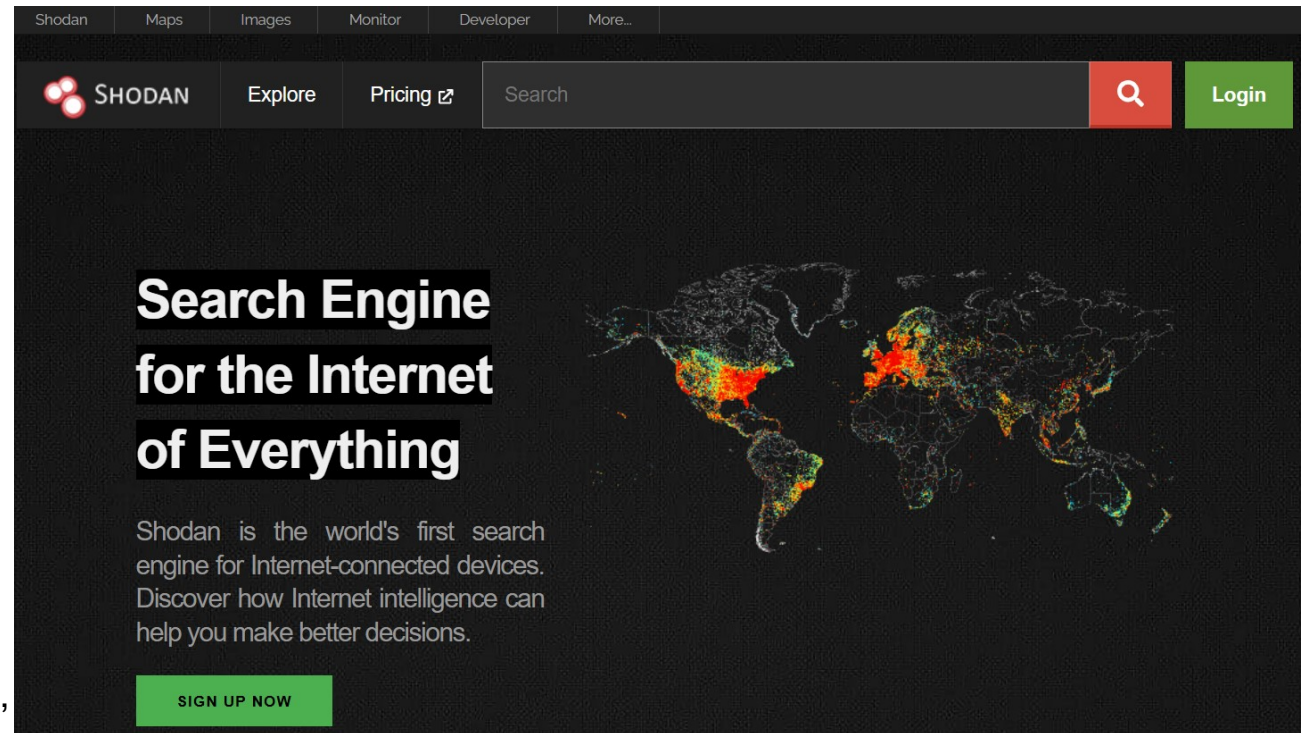 Shodan Maps Images Monitor Developer More...
SHODAN Explore Pricing Search Login
Search Engine
for the Internet
of Everything
Shodan is the world's first search
engine for Internet-connected devices.
Discover how Internet intelligence can
help you make better decisions.
SIGN UP NOW
,